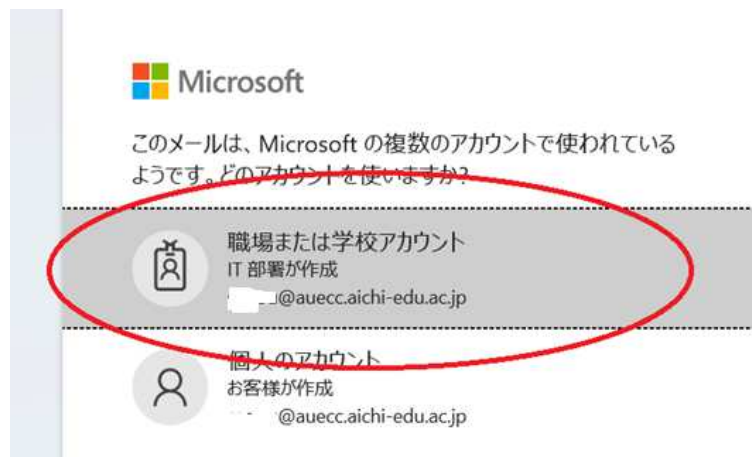 Microsoft
このメールは、Microsoft の複数のアカウントで使われている
ようです。どのアカウントを使いますか?
職場または学校アカウント
IT 部署が作成
@auecc.aichi-edu.ac.jp
個人のアカウント
お客様が作成
@auecc.aichi-edu.ac.jp